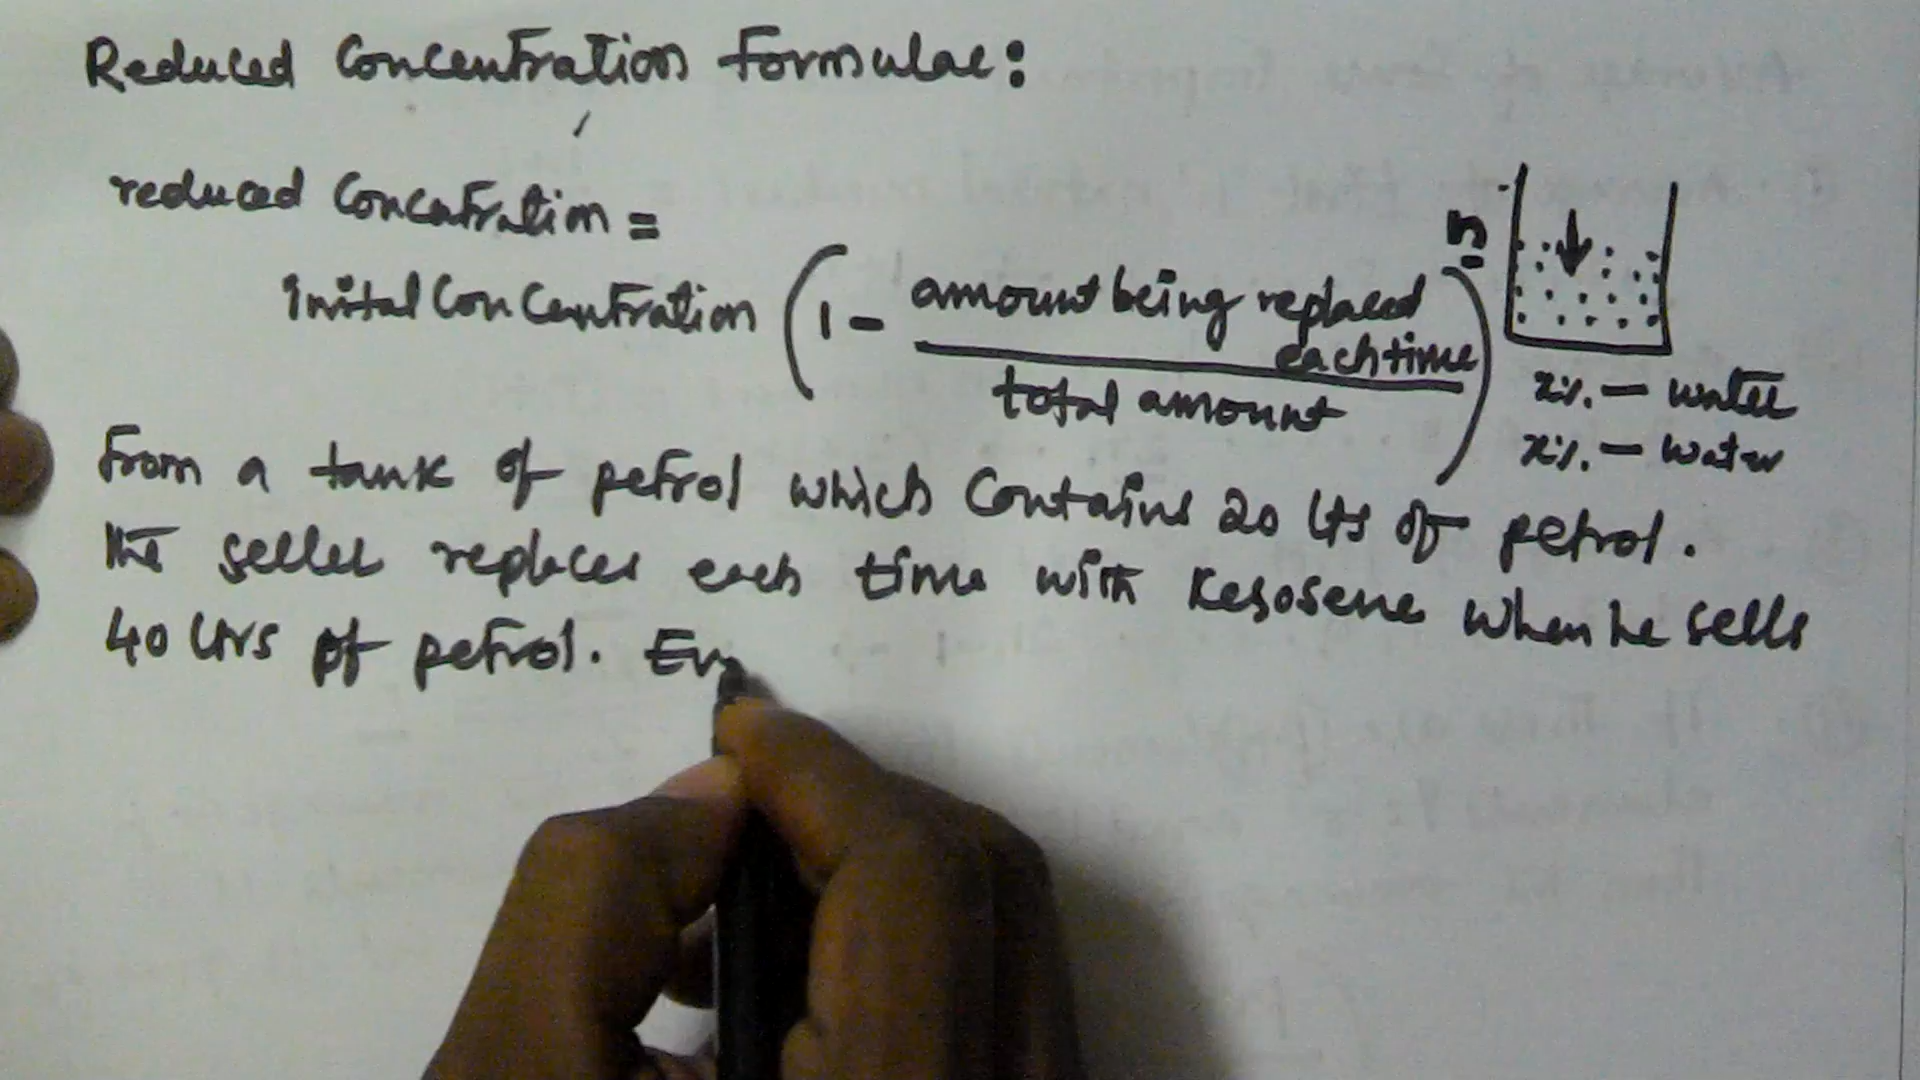 Reduced Concentration Formulae:
reduced Concentration =
Inital Concentration (1 - amount being replaced each time / total amount)^n
x%. - water
x%. - water
From a tank of petrol which Contains 20 lts of petrol.
The seller replaces each time with Kerosene when he sells
40 ltrs of petrol. Ev